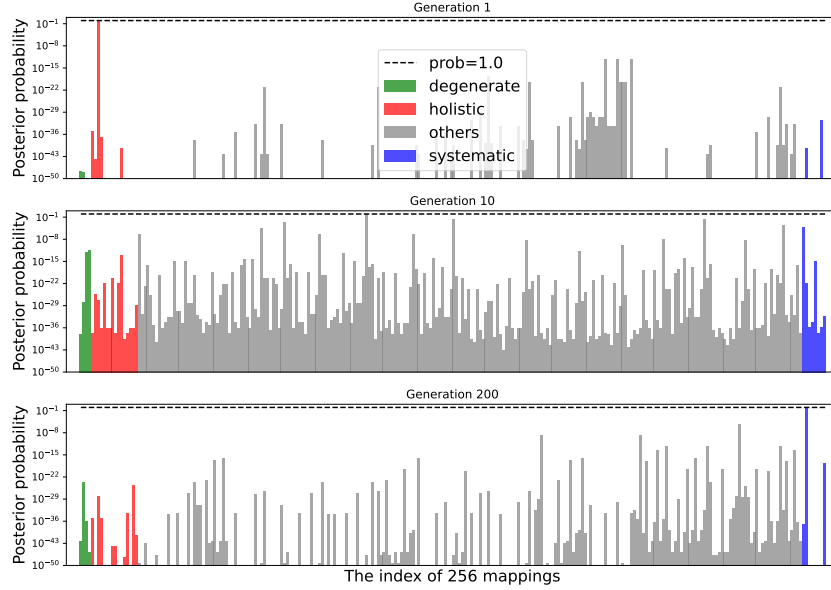 Generation 1
Posterior probability
10⁻¹
10⁻⁸
10⁻¹⁵
10⁻²²
10⁻²⁹
10⁻³⁶
10⁻⁴³
10⁻⁵⁰
prob=1.0
degenerate
holistic
others
systematic
Generation 10
Posterior probability
10⁻¹
10⁻⁸
10⁻¹⁵
10⁻²²
10⁻²⁹
10⁻³⁶
10⁻⁴³
10⁻⁵⁰
Generation 200
Posterior probability
10⁻¹
10⁻⁸
10⁻¹⁵
10⁻²²
10⁻²⁹
10⁻³⁶
10⁻⁴³
10⁻⁵⁰
The index of 256 mappings